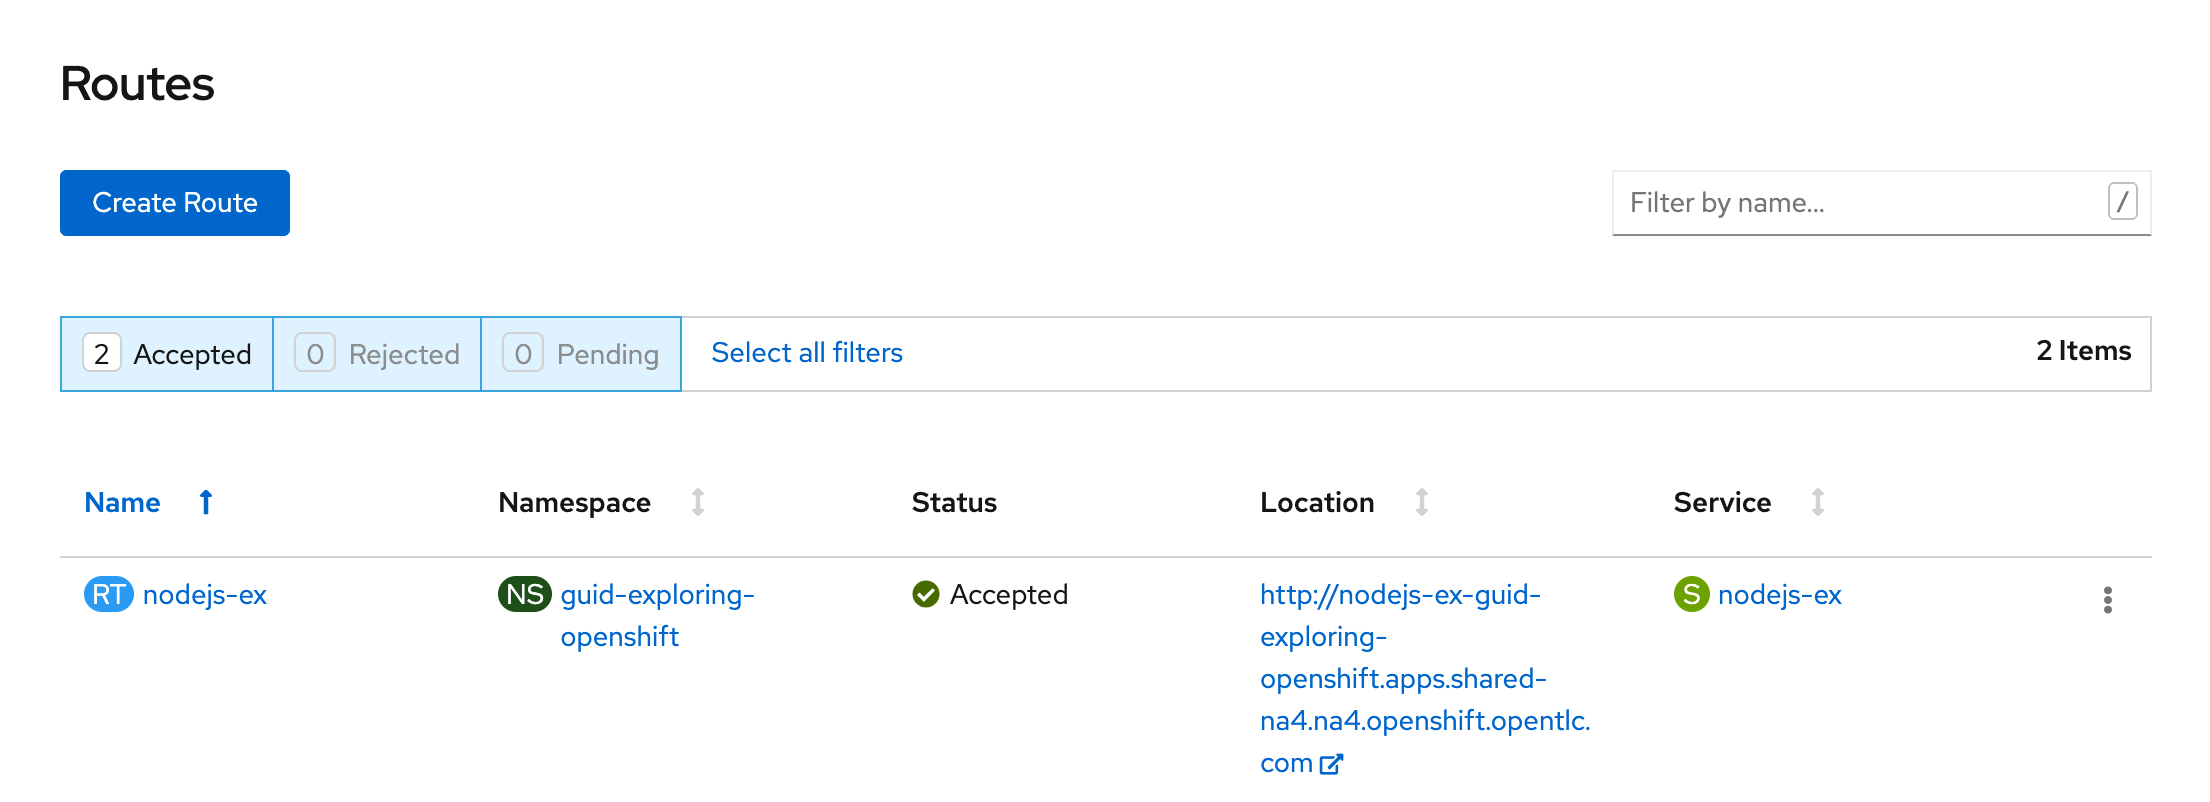 Routes
Create Route
Filter by name...
/
2 Accepted 0 Rejected 0 Pending Select all filters 2 Items
Name Namespace Status Location Service
RT nodejs-ex NS guid-exploring- Accepted http://nodejs-ex-guid- S nodejs-ex
openshift exploring-
openshift.apps.shared-
na4.na4.openshift.opentlc.
com